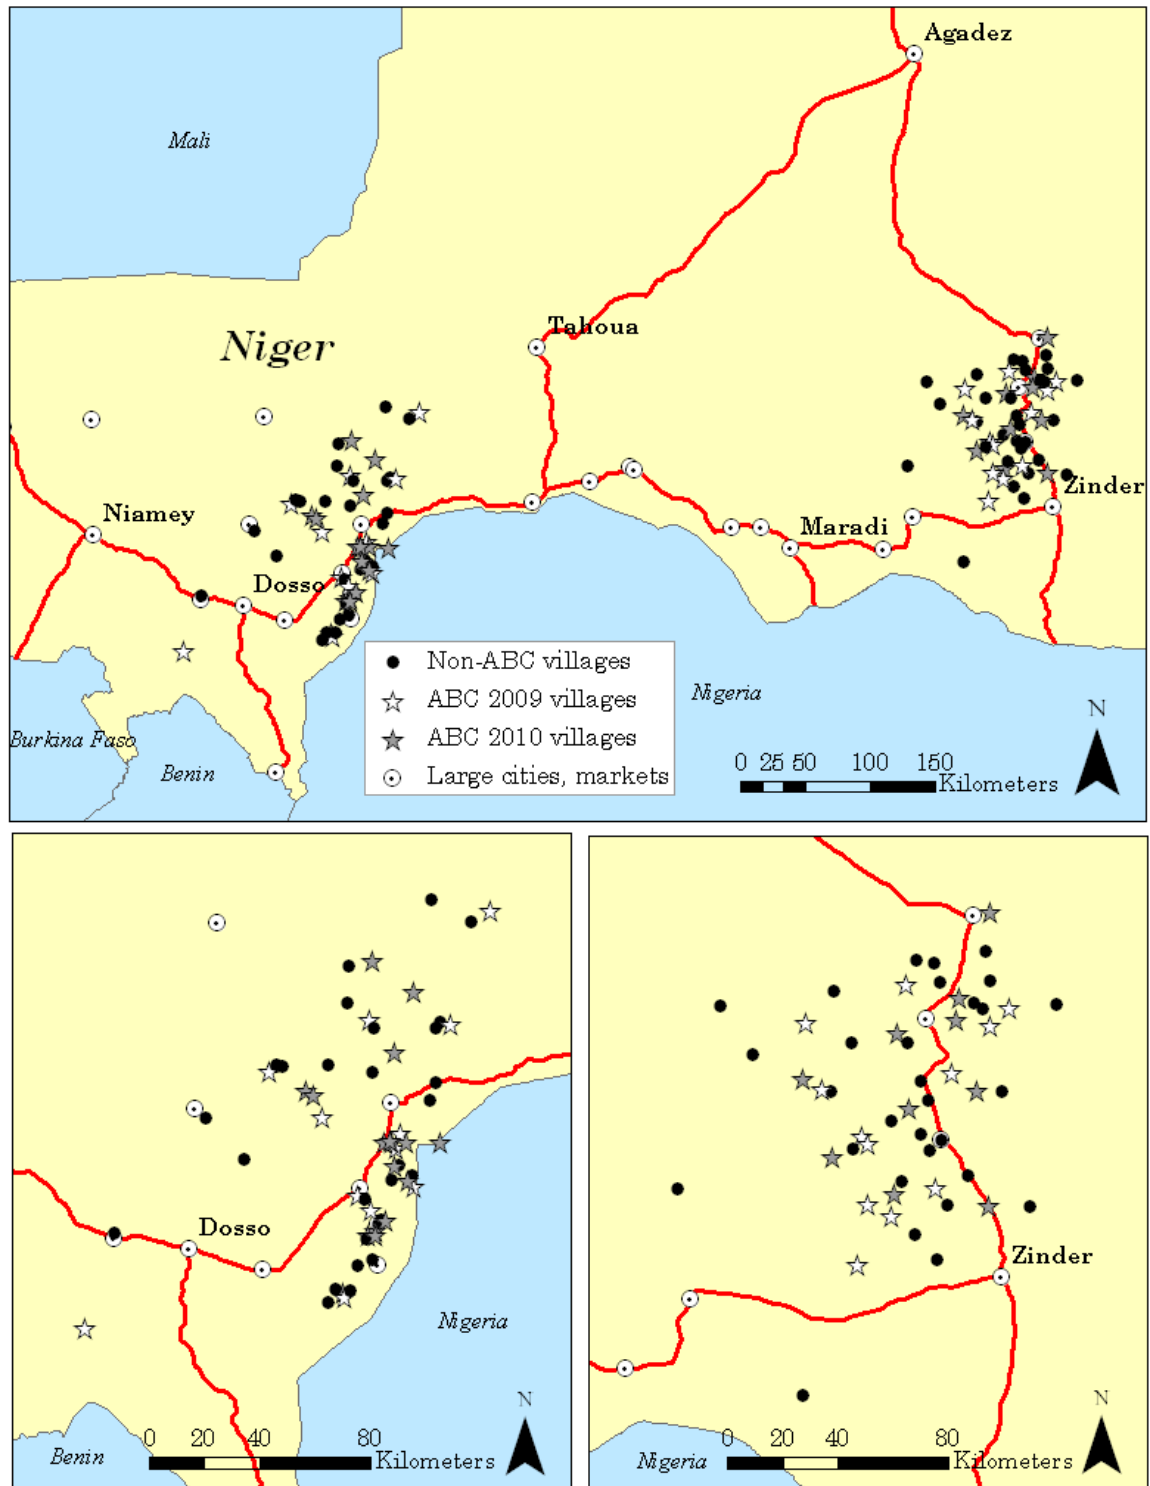 Agadez
Mali
Tahoua
Niger
Zinder
Niamey
Maradi
Dosso
Non-ABC villages
ABC 2009 villages
ABC 2010 villages
Large cities, markets
Nigeria
Burkina Faso
Benin
N
0 25 50 100 150
Kilometers
Dosso
Nigeria
N
Benin
0 20 40 80
Kilometers
Zinder
N
Nigeria
0 20 40 80
Kilometers